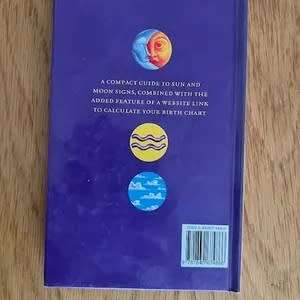 A COMPACT GUIDE TO SUN AND
MOON SIGNS, COMBINED WITH THE
ADDED FEATURE OF A WEBSITE LINK
TO CALCULATE YOUR BIRTH CHART